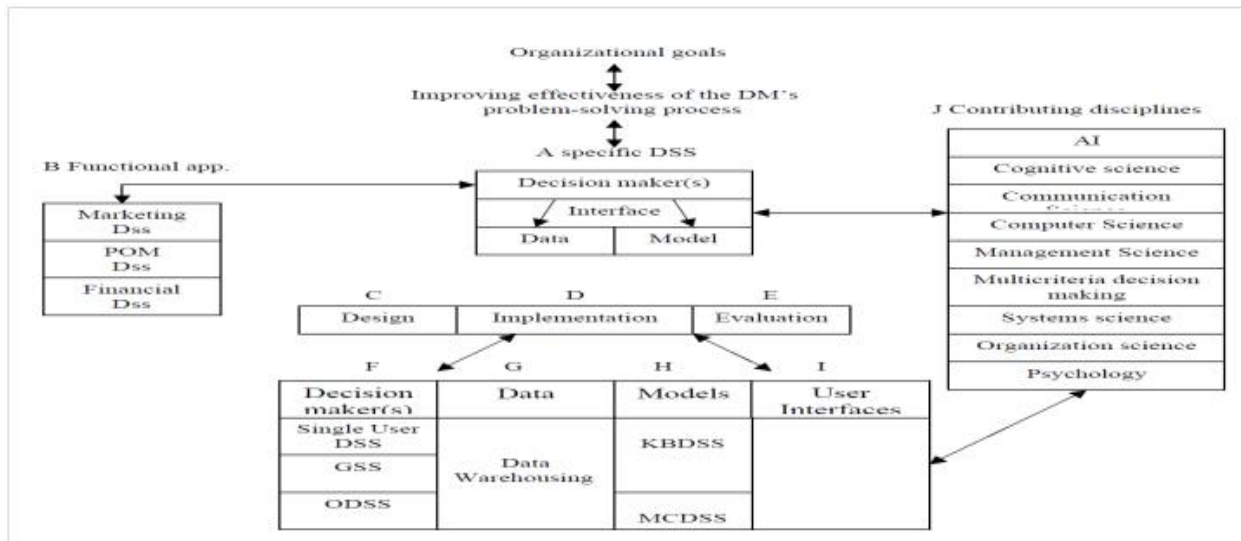 Organizational goals
Improving effectiveness of the DM's
problem-solving process
J Contributing disciplines
A specific DSS
B Functional app.
Decision maker(s)
Interface
Data
Model
Marketing
Dss
POM
Dss
Financial
Dss
AI
Cognitive science
Communication
Computer Science
Management Science
Multicriteria decision
making
Systems science
Organization science
Psychology
C
D
E
Design
Implementation
Evaluation
F
G
H
I
Decision
maker(s)
Data
Models
User
Interfaces
Single User
DSS
GSS
ODSS
Data
Warehousing
KBDSS
MCDSS